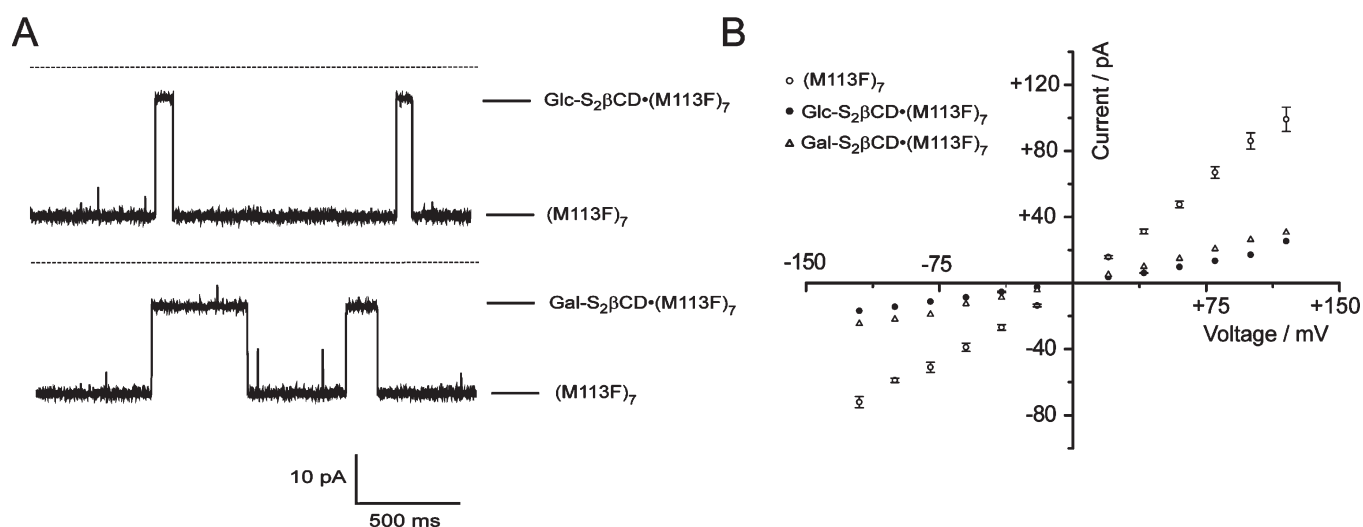 A
Glc-S₂βCD•(M113F)₇
(M113F)₇
Gal-S₂βCD•(M113F)₇
(M113F)₇
10 pA
500 ms
B
(M113F)₇
Glc-S₂βCD•(M113F)₇
Gal-S₂βCD•(M113F)₇
Current / pA
+120
+80
+40
-40
-80
-150
-75
+75
+150
Voltage / mV